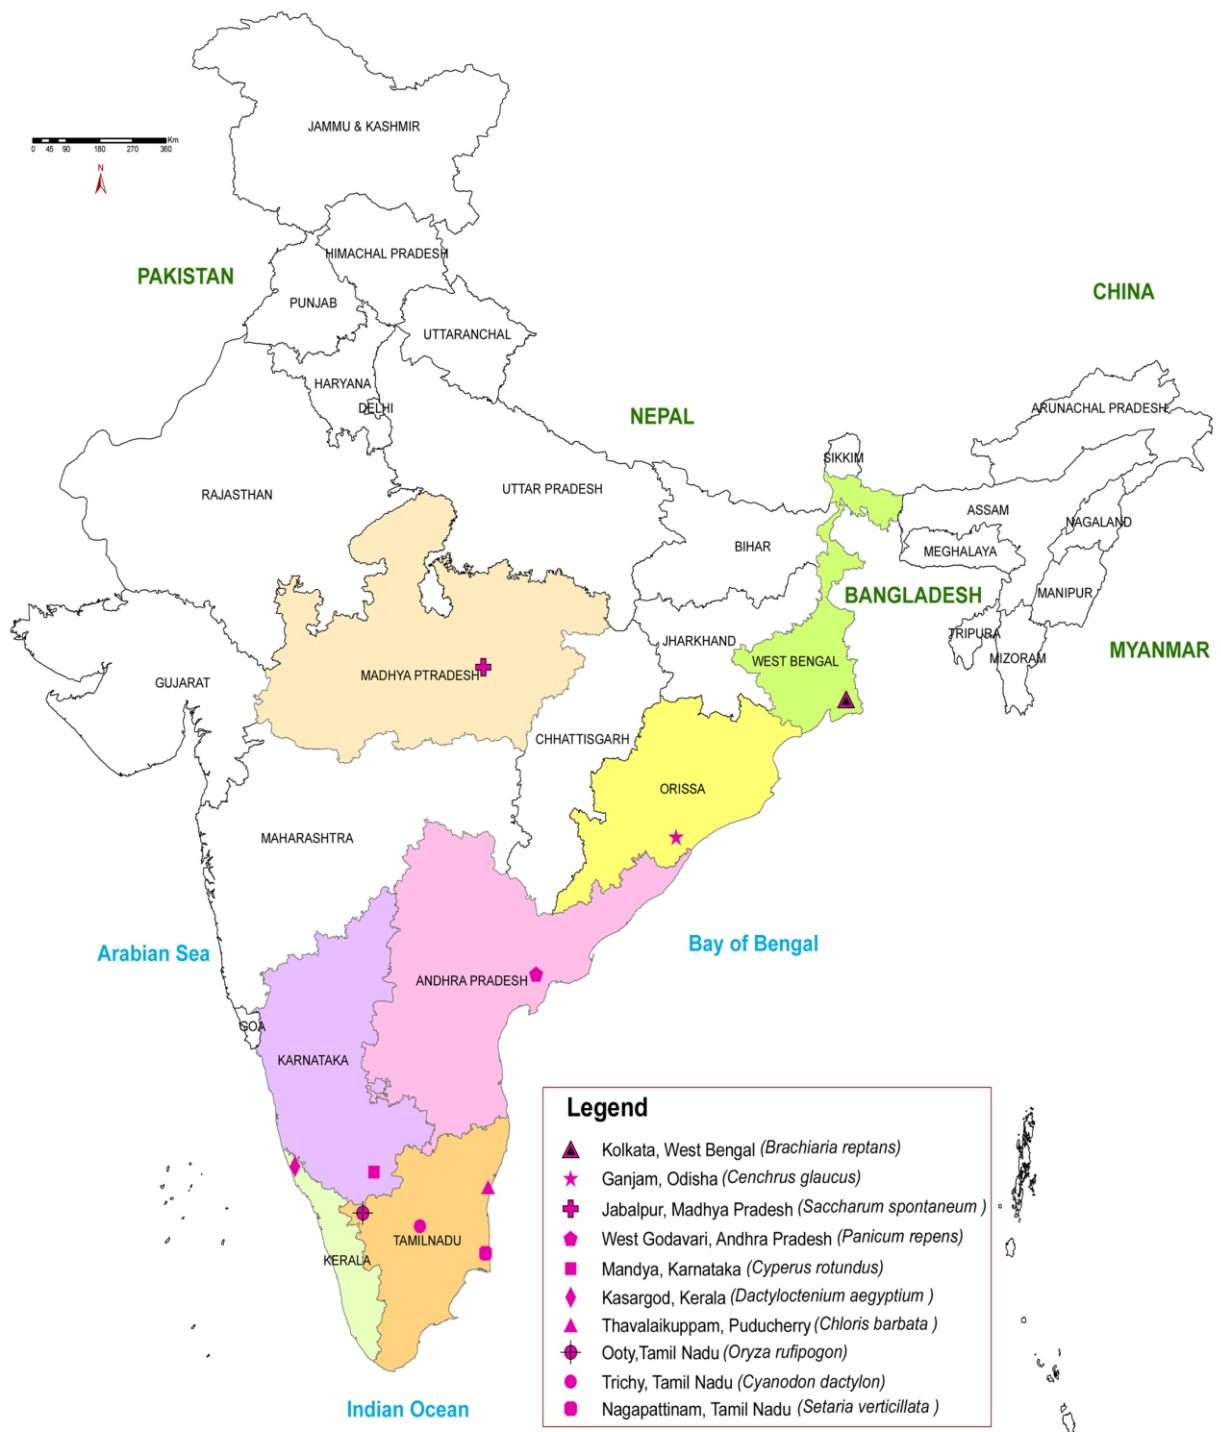 JAMMU & KASHMIR
Km
0 45 90 180 270 360
N
HIMACHAL PRADESH
PAKISTAN
CHINA
PUNJAB
UTTARANCHAL
HARYANA
DELHI
NEPAL
ARUNACHAL PRADESH
SIKKIM
RAJASTHAN
UTTAR PRADESH
ASSAM
NAGALAND
BIHAR
MEGHALAYA
BANGLADESH
MANIPUR
TRIPURA
JHARKHAND
MYANMAR
MIZORAM
WEST BENGAL
MADHYA PTRADESH
GUJARAT
CHHATTISGARH
ORISSA
MAHARASHTRA
Arabian Sea
Bay of Bengal
ANDHRA PRADESH
GOA
KARNATAKA
TAMILNADU
KERALA
Indian Ocean
Legend
Kolkata, West Bengal (Brachiaria reptans)
Ganjam, Odisha (Cenchrus glaucus)
Jabalpur, Madhya Pradesh (Saccharum spontaneum )
West Godavari, Andhra Pradesh (Panicum repens)
Mandya, Karnataka (Cyperus rotundus)
Kasargod, Kerala (Dactyloctenium aegyptium )
Thavalaikuppam, Puducherry (Chloris barbata )
Ooty,Tamil Nadu (Oryza rufipogon)
Trichy, Tamil Nadu (Cyanodon dactylon)
Nagapattinam, Tamil Nadu (Setaria verticillata )